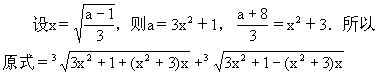 设x=√((a－1)/3)，则a=3x²+1，(a+8)/3=x²+3．所以
原式=³√(3x²+1+(x²+3)x)+³√(3x²+1－(x²+3)x)